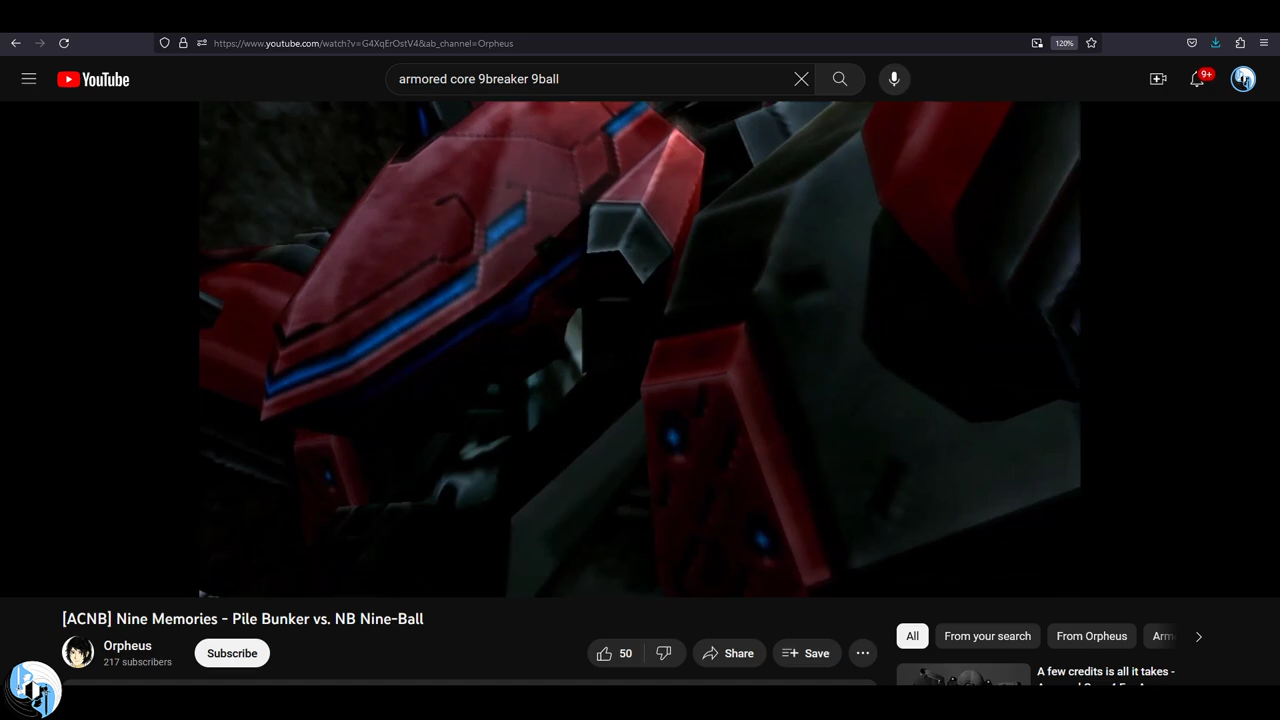 https://www.youtube.com/watch?v=G4XqErOstV4&ab_channel=Orpheus
120%
YouTube
armored core 9breaker 9ball
9+
[ACNB] Nine Memories - Pile Bunker vs. NB Nine-Ball
Orpheus
217 subscribers
Subscribe
50
Share
Save
All
From your search
From Orpheus
A few credits is all it takes -